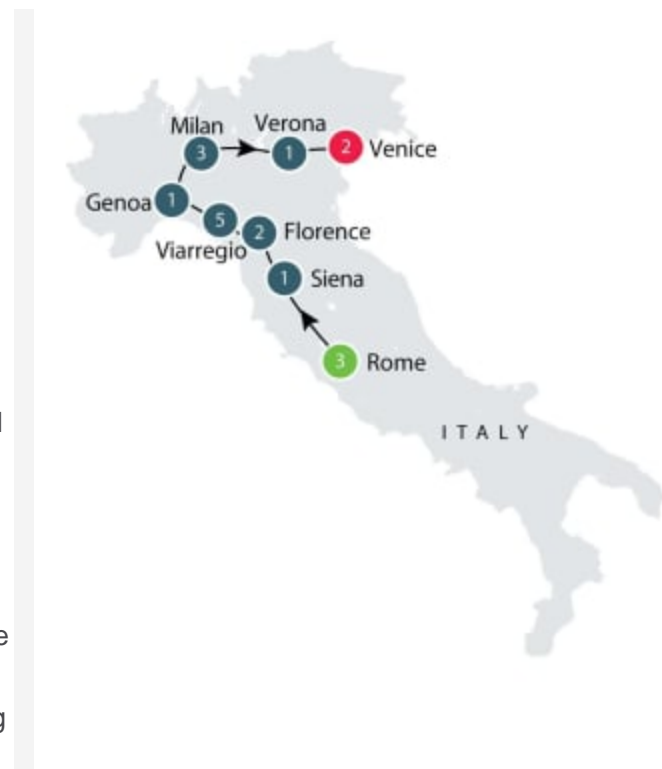 Milan
Verona
3
1
2
Venice
Genoa
1
5
2
Florence
Viarregio
1
Siena
3
Rome
ITALY
e
g